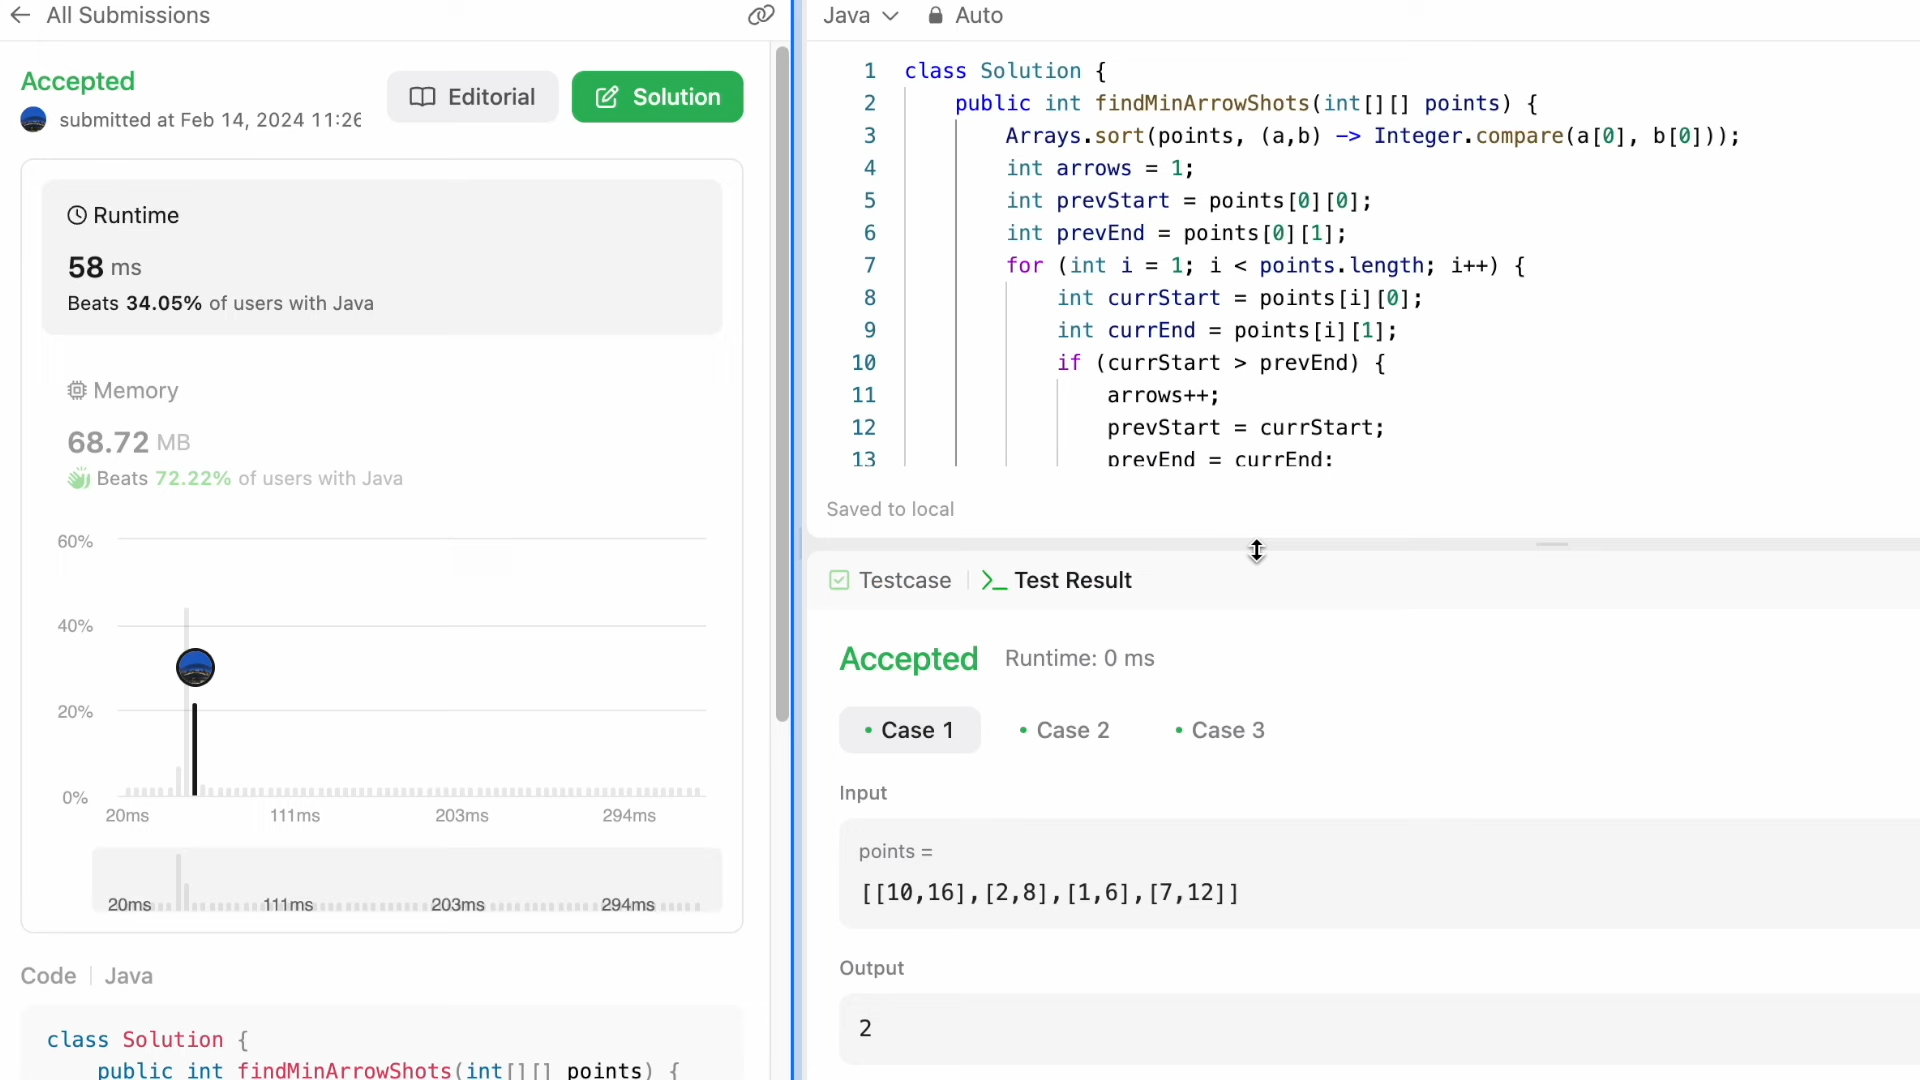 All Submissions
Accepted
submitted at Feb 14, 2024 11:26
Editorial
Solution
Runtime
58 ms
Beats 34.05% of users with Java
Memory
68.72 MB
Beats 72.22% of users with Java
60%
40%
20%
0%
20ms 111ms 203ms 294ms
20ms 111ms 203ms 294ms
Code Java
class Solution {
public int findMinArrowShots(int[][] points) {
Java Auto
1 class Solution {
2 public int findMinArrowShots(int[][] points) {
3 Arrays.sort(points, (a,b) -> Integer.compare(a[0], b[0]));
4 int arrows = 1;
5 int prevStart = points[0][0];
6 int prevEnd = points[0][1];
7 for (int i = 1; i < points.length; i++) {
8 int currStart = points[i][0];
9 int currEnd = points[i][1];
10 if (currStart > prevEnd) {
11 arrows++;
12 prevStart = currStart;
13 prevEnd = currEnd;
Saved to local
Testcase >_ Test Result
Accepted Runtime: 0 ms
• Case 1 • Case 2 • Case 3
Input
points =
[[10,16],[2,8],[1,6],[7,12]]
Output
2